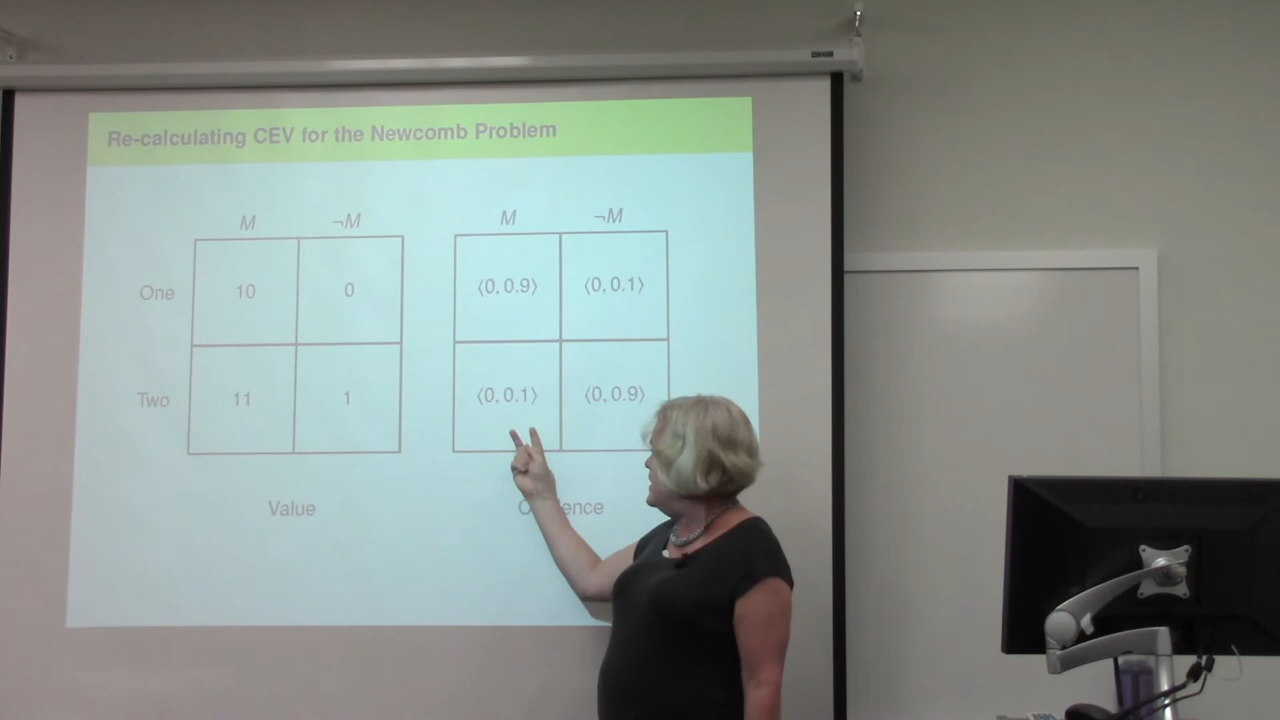 Re-calculating CEV for the Newcomb Problem
M ¬M M ¬M
One 10 0 ⟨0, 0.9⟩ ⟨0, 0.1⟩
Two 11 1 ⟨0, 0.1⟩ ⟨0, 0.9⟩
Value